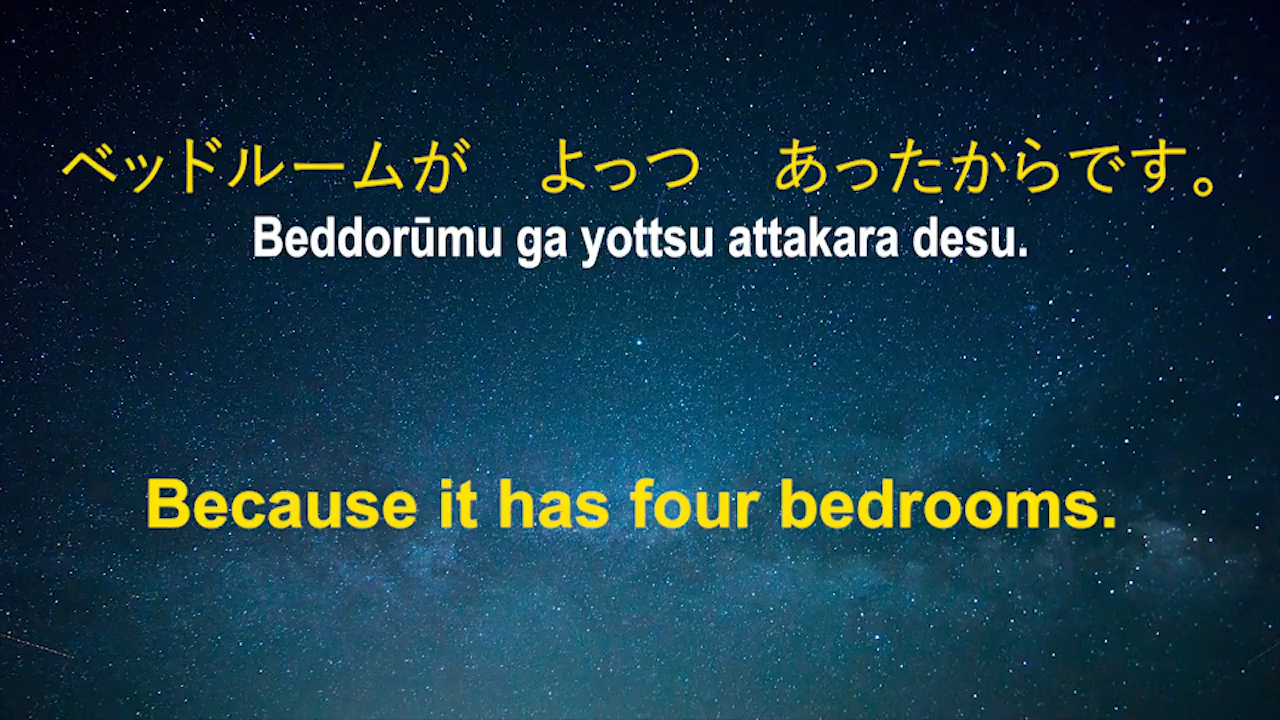 ベッドルームが　よっつ　あったからです。
Beddorūmu ga yottsu attakara desu.
Because it has four bedrooms.